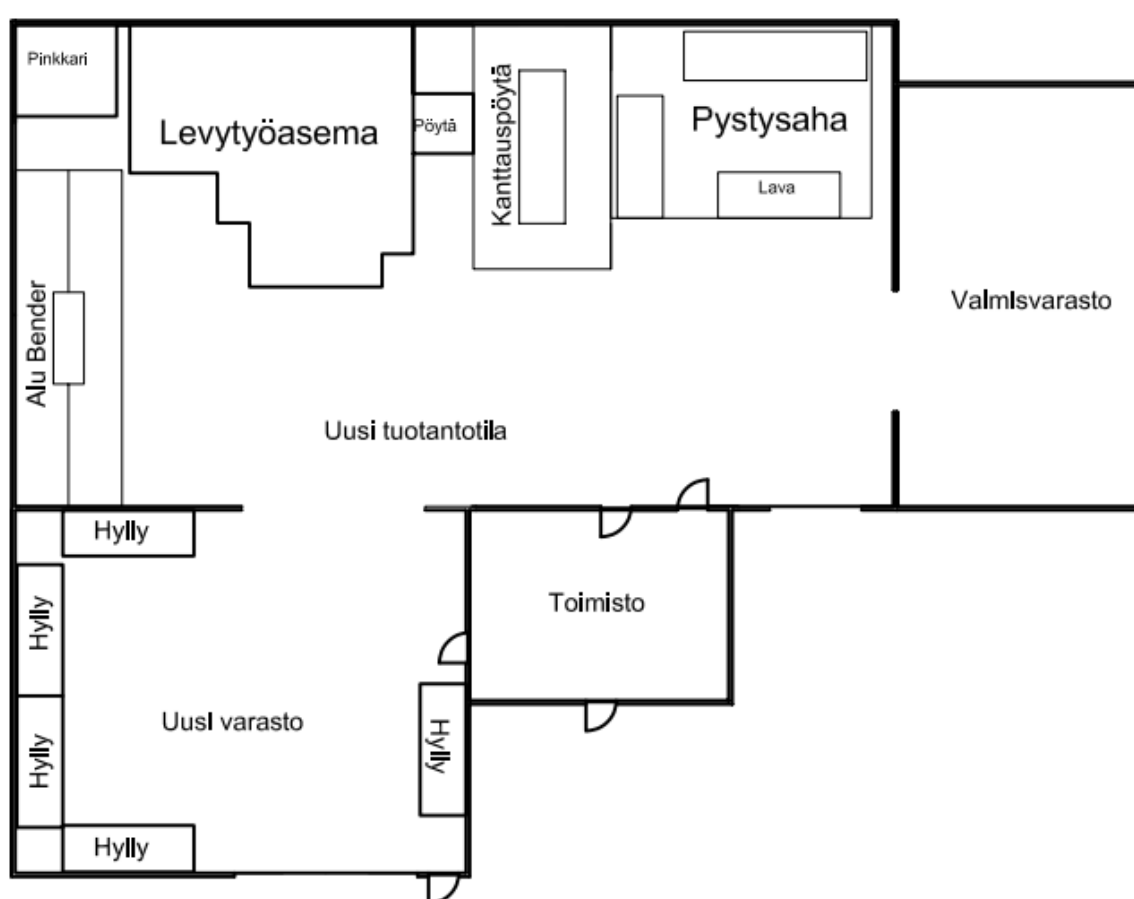 Pinkkari
Levytyöasema
Pöytä
Kanttauspöytä
Pystysaha
Lava
Alu Bender
Valmisvarasto
Uusi tuotantotila
Hylly
Hylly
Toimisto
Uusi varasto
Hylly
Hylly
Hylly